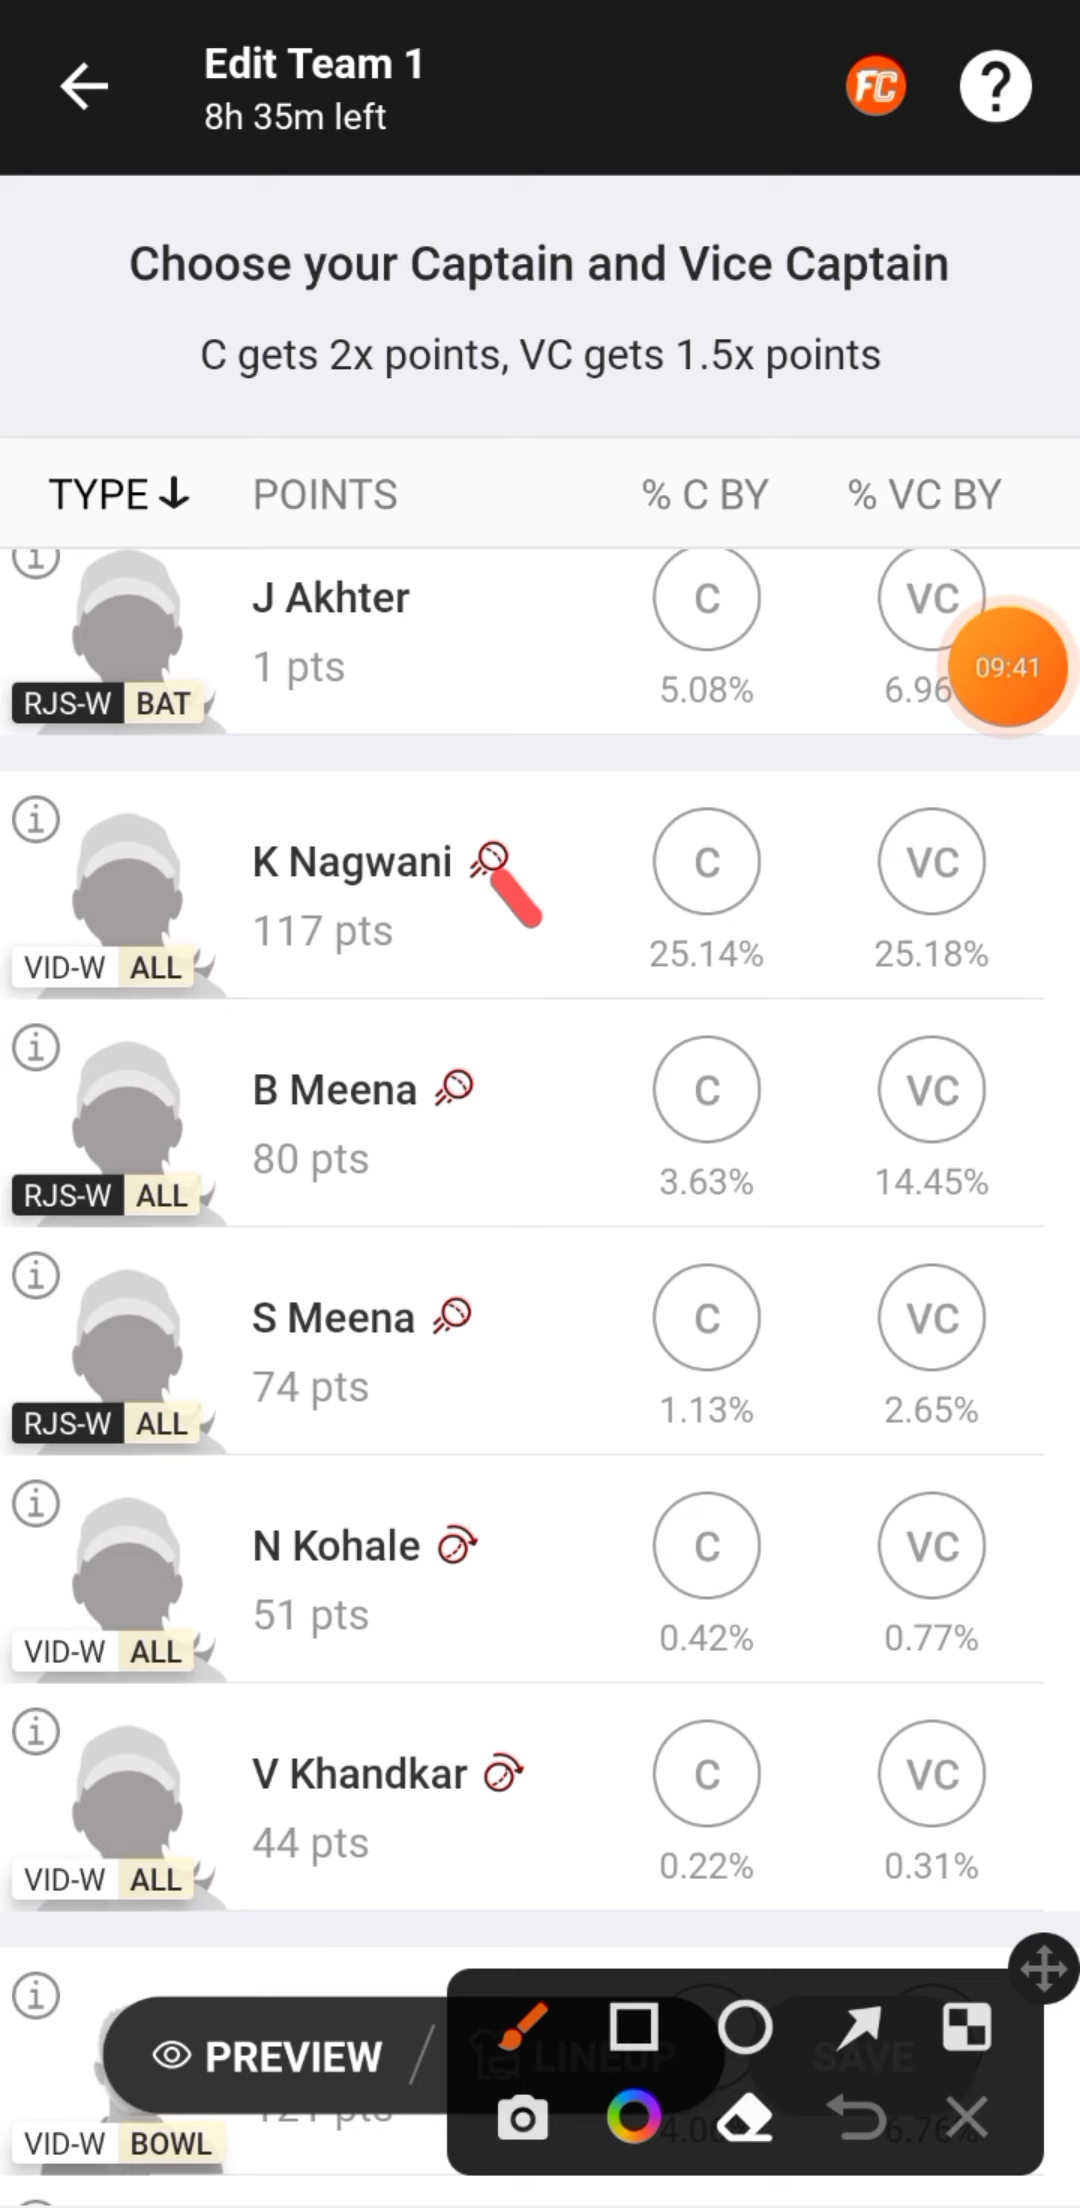 Edit Team 1
8h 35m left
FC
?
Choose your Captain and Vice Captain
C gets 2x points, VC gets 1.5x points
TYPE POINTS % C BY % VC BY
J Akhter C VC
1 pts
5.08% 6.96
09:41
RJS-W BAT
K Nagwani C VC
117 pts
25.14% 25.18%
VID-W ALL
B Meena C VC
80 pts
3.63% 14.45%
RJS-W ALL
S Meena C VC
74 pts
1.13% 2.65%
RJS-W ALL
N Kohale C VC
51 pts
0.42% 0.77%
VID-W ALL
V Khandkar C VC
44 pts
0.22% 0.31%
VID-W ALL
PREVIEW LINEUP SAVE
VID-W BOWL